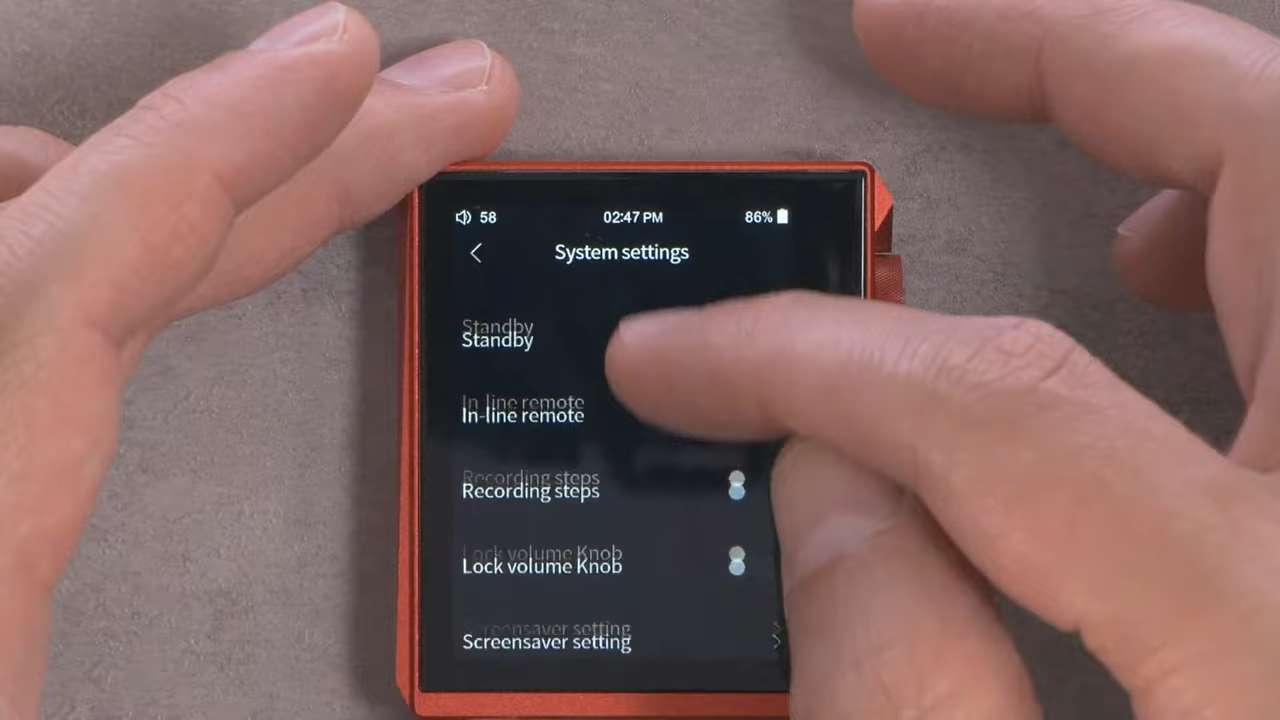 58
02:47 PM
86%
System settings
Standby
In-line remote
Recording steps
Lock volume Knob
Screensaver setting